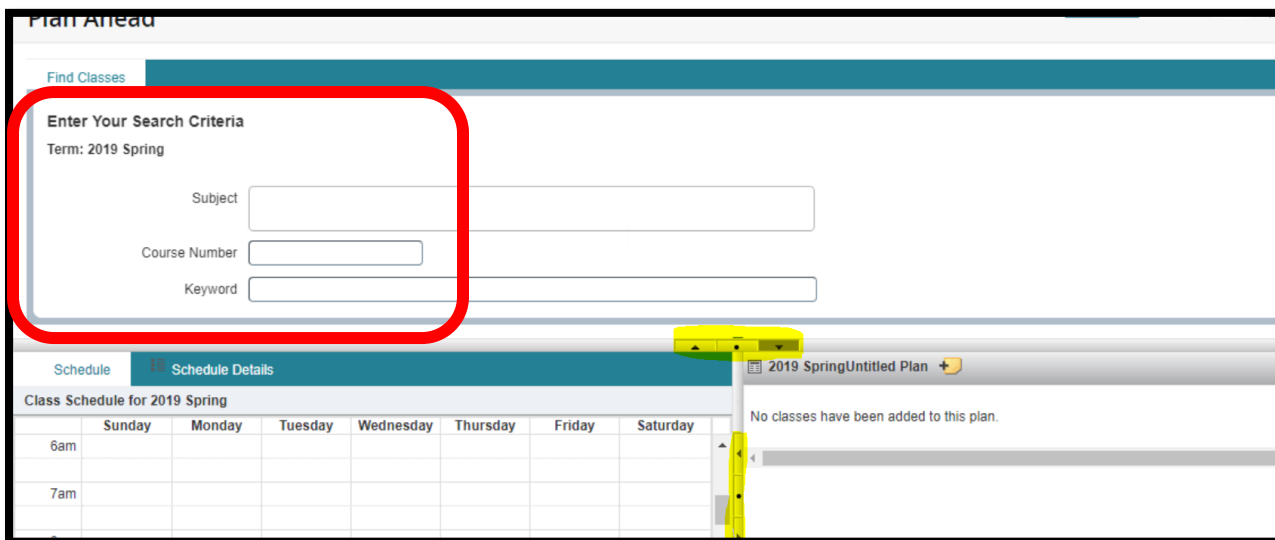 Plan Ahead
Find Classes
Enter Your Search Criteria
Term: 2019 Spring
Subject
Course Number
Keyword
Schedule
Schedule Details
Class Schedule for 2019 Spring
Sunday Monday Tuesday Wednesday Thursday Friday Saturday
6am
7am
2019 SpringUntitled Plan
No classes have been added to this plan.